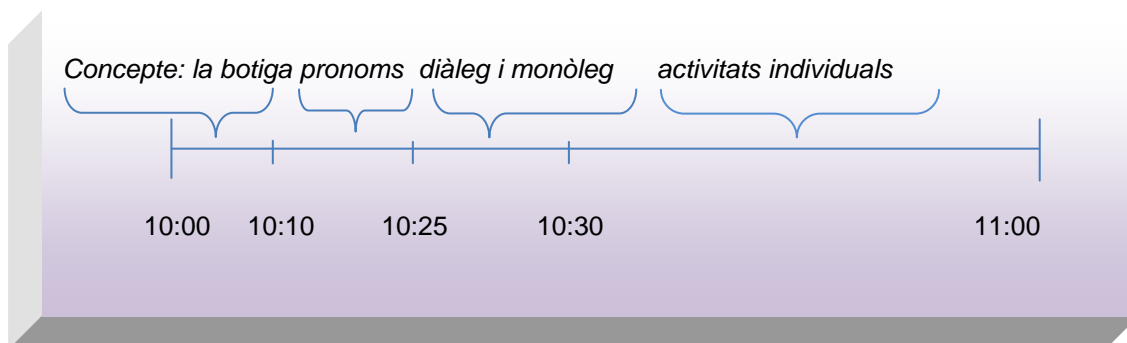 Concepte: la botiga pronoms diàleg i monòleg activitats individuals
10:00 10:10 10:25 10:30 11:00